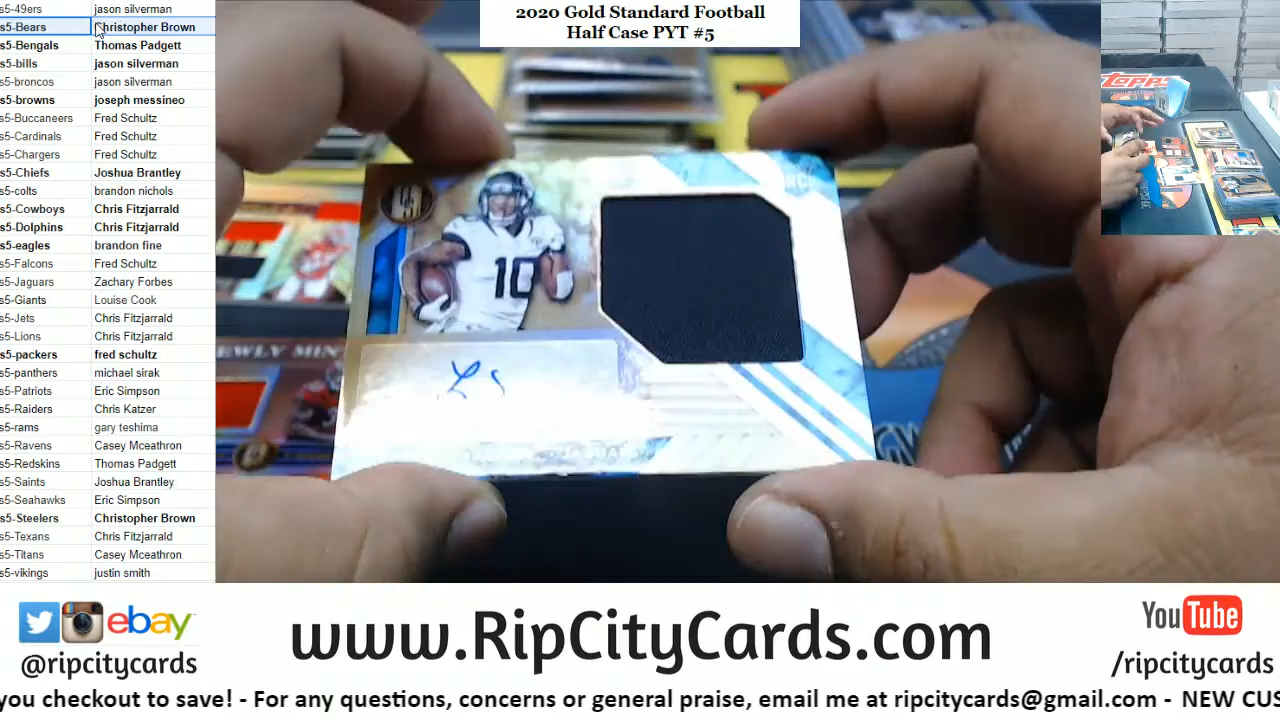 2020 Gold Standard Football
Half Case PYT #5
s5-49ers jason silverman
s5-Bears Christopher Brown
s5-Bengals Thomas Padgett
s5-bills jason silverman
s5-broncos jason silverman
s5-browns joseph messineo
s5-Buccaneers Fred Schultz
s5-Cardinals Fred Schultz
s5-Chargers Fred Schultz
s5-Chiefs Joshua Brantley
s5-colts brandon nichols
s5-Cowboys Chris Fitzjarrald
s5-Dolphins Chris Fitzjarrald
s5-eagles brandon fine
s5-Falcons Fred Schultz
s5-Jaguars Zachary Forbes
s5-Giants Louise Cook
s5-Jets Chris Fitzjarrald
s5-Lions Chris Fitzjarrald
s5-packers fred schultz
s5-panthers michael sirak
s5-Patriots Eric Simpson
s5-Raiders Chris Katzer
s5-rams gary teshima
s5-Ravens Casey Mceathron
s5-Redskins Thomas Padgett
s5-Saints Joshua Brantley
s5-Seahawks Eric Simpson
s5-Steelers Christopher Brown
s5-Texans Chris Fitzjarrald
s5-Titans Casey Mceathron
s5-vikings justin smith
10
Topps
ebay
@ripcitycards
www.RipCityCards.com
YouTube
/ripcitycards
you checkout to save! - For any questions, concerns or general praise, email me at ripcitycards@gmail.com - NEW CUS